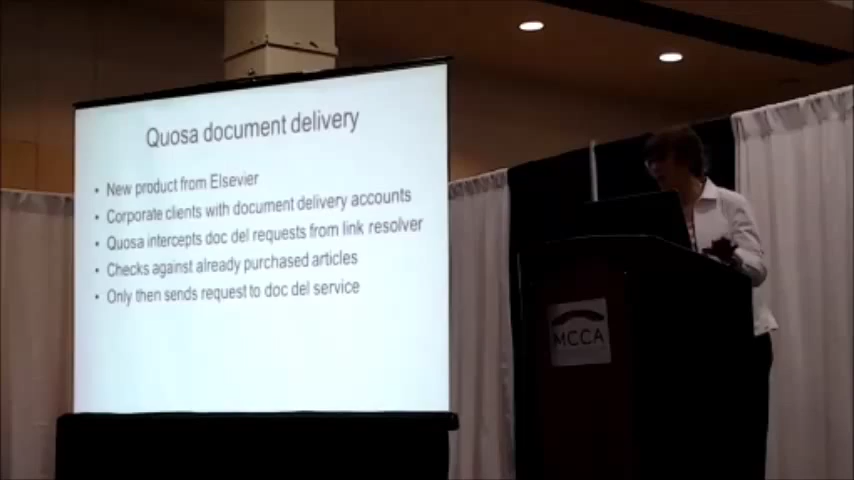 Quosa document delivery
• New product from Elsevier
• Corporate clients with document delivery accounts
• Quosa intercepts doc del requests from link resolver
• Checks against already purchased articles
• Only then sends request to doc del service
MCCA